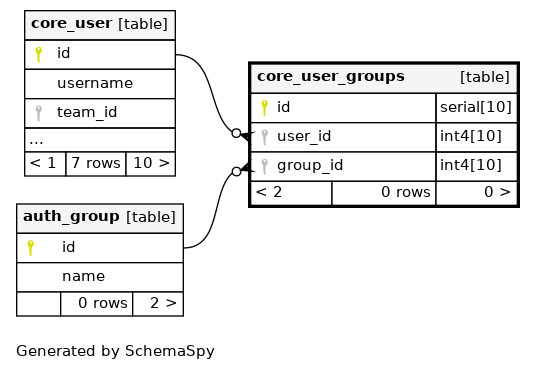 core_user [table]
id
username
team_id
...
< 1 7 rows 10 >
core_user_groups [table]
id serial[10]
user_id int4[10]
group_id int4[10]
< 2 0 rows 0 >
auth_group [table]
id
name
0 rows 2 >
Generated by SchemaSpy